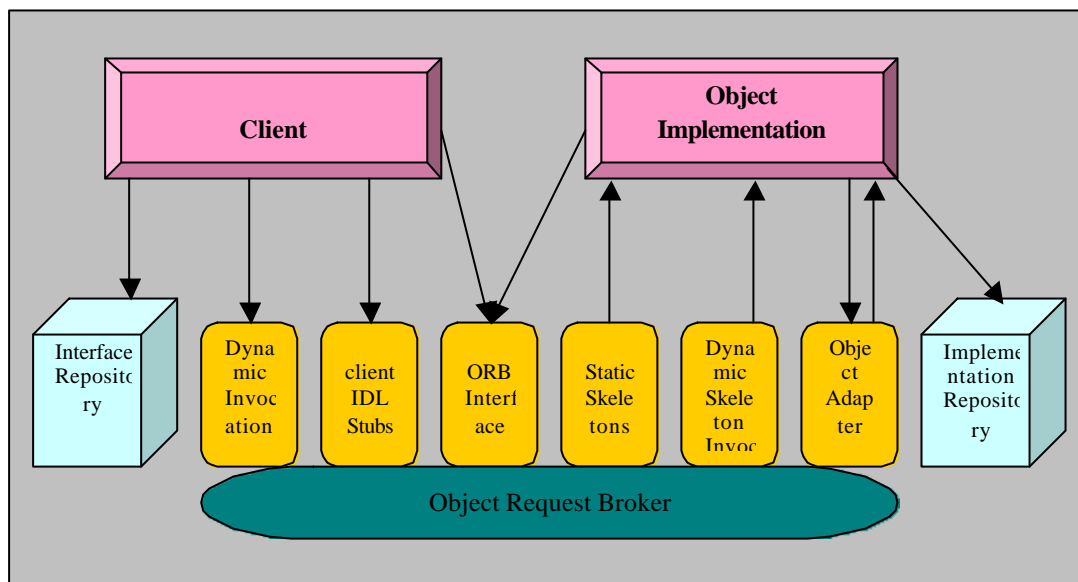 Client
Object
Implementation
Interface
Reposito
ry
Dyna
mic
Invoc
ation
client
IDL
Stubs
ORB
Interf
ace
Static
Skele
tons
Dyna
mic
Skele
ton
Invoc
Obje
ct
Adap
ter
Impleme
ntation
Reposito
ry
Object Request Broker